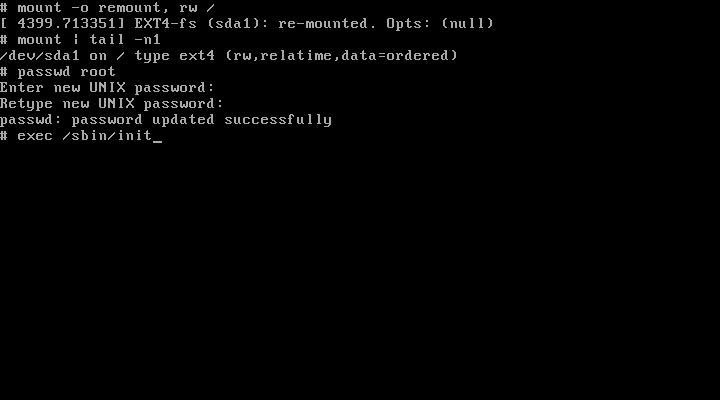 # mount -o remount, rw /
[ 4399.713351] EXT4-fs (sda1): re-mounted. Opts: (null)
# mount | tail -n1
/dev/sda1 on / type ext4 (rw,relatime,data=ordered)
# passwd root
Enter new UNIX password:
Retype new UNIX password:
passwd: password updated successfully
# exec /sbin/init_